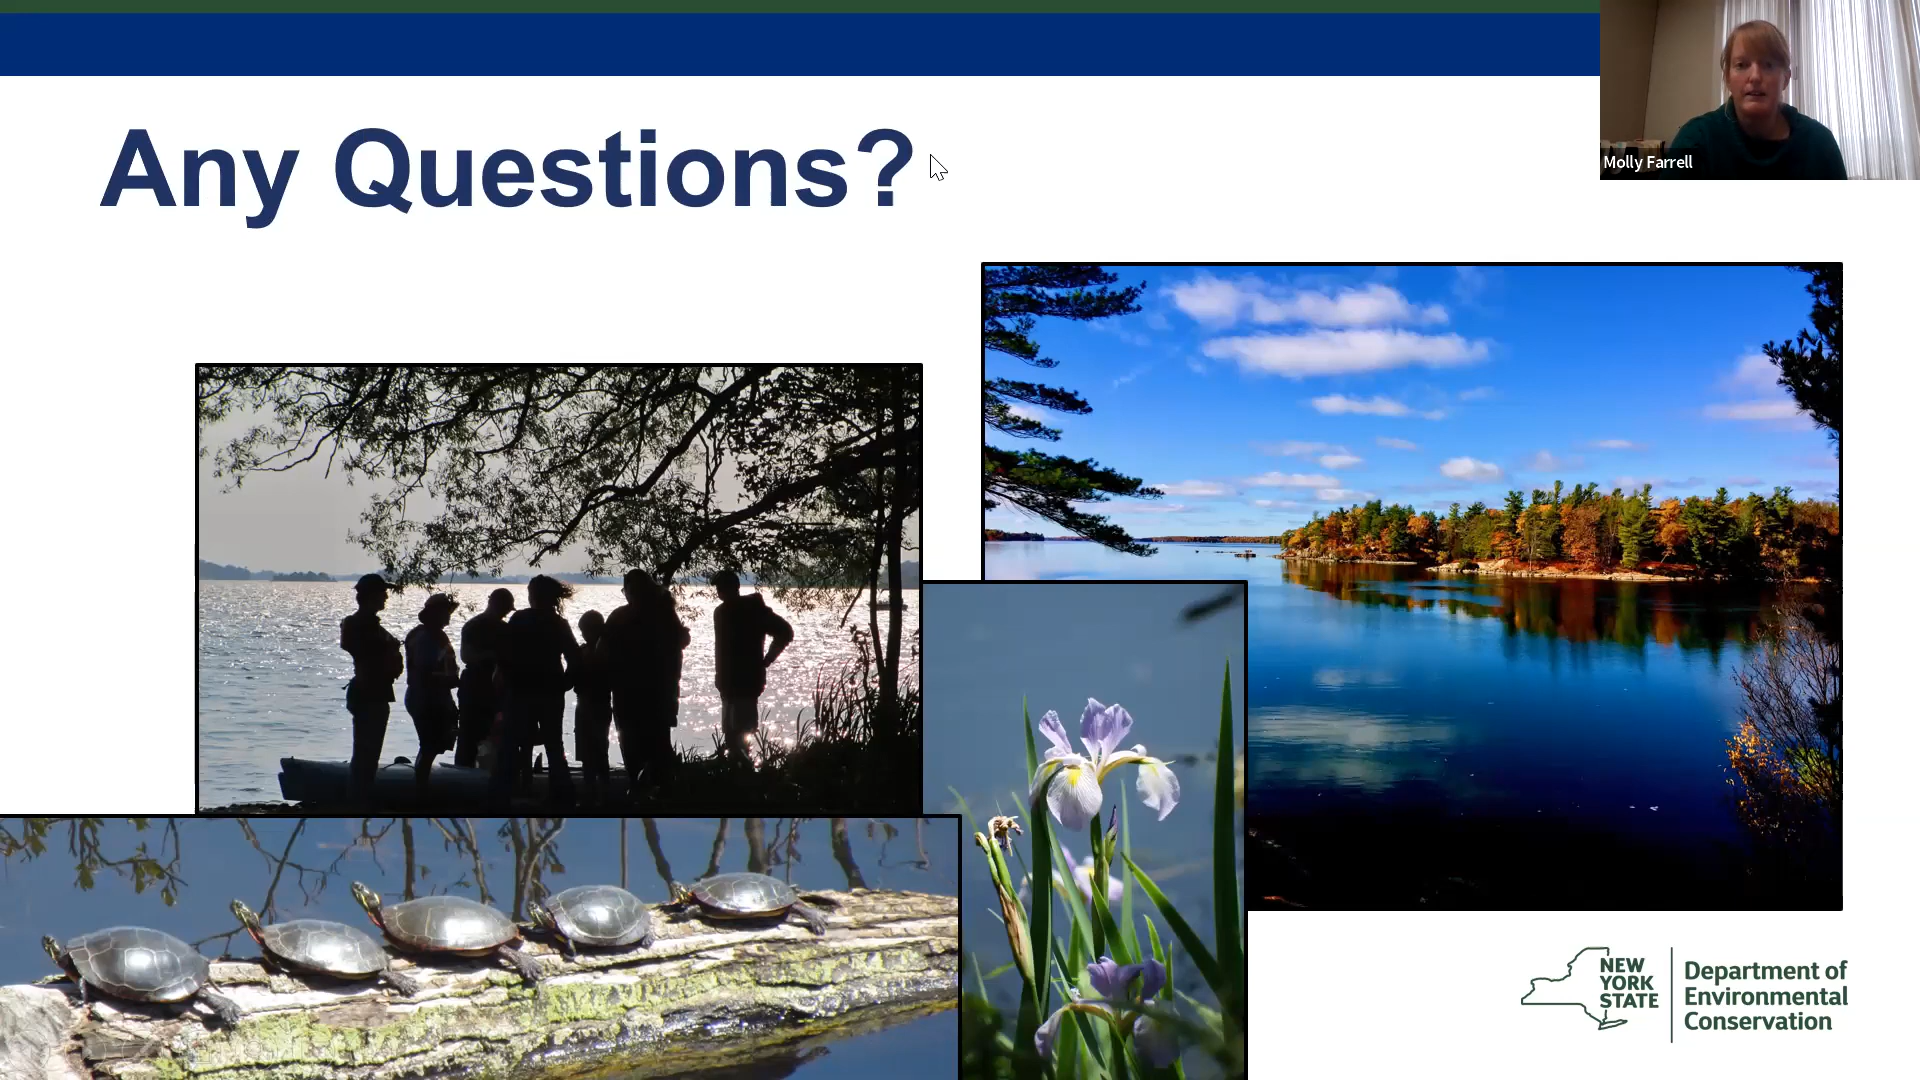 Any Questions?
Molly Farrell
NEW
YORK
STATE
Department of
Environmental
Conservation